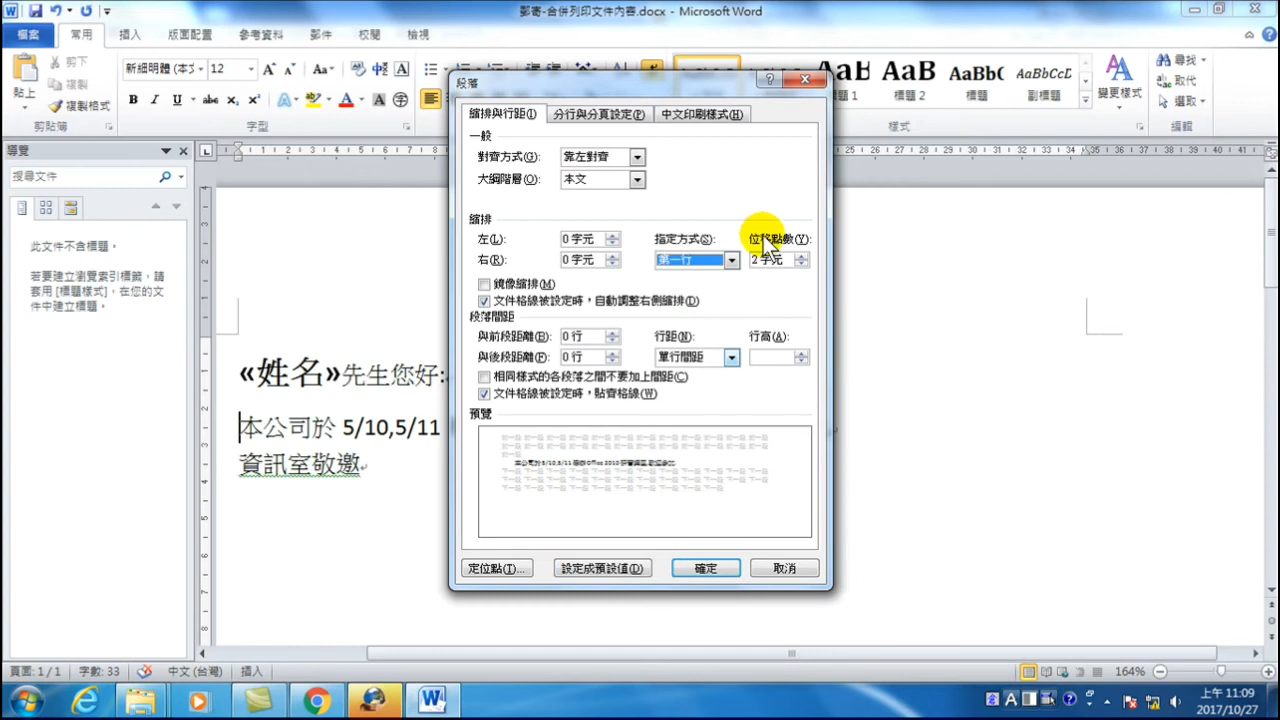 郵寄-合併列印文件內容.docx - Microsoft Word
檔案 常用 插入 版面配置 參考資料 郵件 校閱 檢視
貼上 剪下 複製 複製格式 剪貼簿
新細明體 (本文 12
字型
標題 1 標題 2 標題 副標題
AaBbCc AaBbCcD
樣式
變更樣式
尋找 取代 選取 編輯
導覽
搜尋文件
此文件不含標題。
若要建立瀏覽索引標籤，請
套用 [標題樣式]，在您的文
件中建立標題。
«姓名»先生您好:
本公司於 5/10,5/11
資訊室敬邀
段落
縮排與行距(I) 分行與分頁設定(P) 中文印刷樣式(H)
一般
對齊方式(G): 靠左對齊
大綱階層(O): 本文
縮排
左(L): 0 字元 指定方式(S): 位移點數(Y):
右(R): 0 字元 第一行 2 字元
鏡像縮排(M)
文件格線被設定時，自動調整右側縮排(D)
段落間距
與前段距離(B): 0 行 行距(N): 行高(A):
與後段距離(F): 0 行 單行間距
相同樣式的各段落之間不要加上間距(C)
文件格線被設定時，貼齊格線(W)
預覽
定位點(T)... 設定成預設值(D) 確定 取消
頁面: 1/1 字數: 33 中文 (台灣) 插入 164%
上午 11:09
2017/10/27